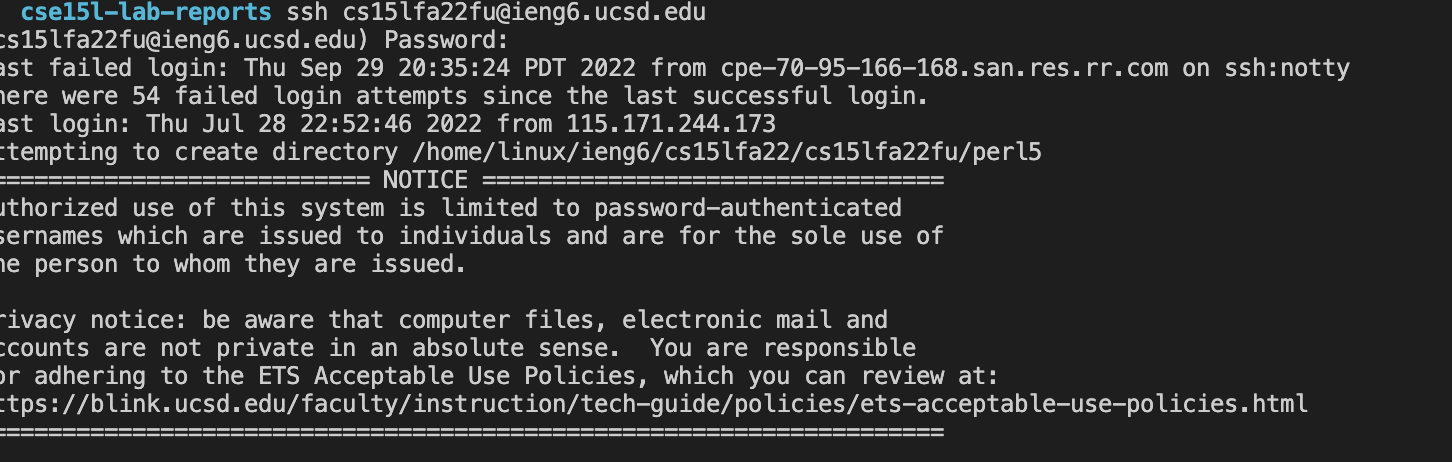 cse15l-lab-reports ssh cs15lfa22fu@ieng6.ucsd.edu
cs15lfa22fu@ieng6.ucsd.edu) Password:
ast failed login: Thu Sep 29 20:35:24 PDT 2022 from cpe-70-95-166-168.san.res.rr.com on ssh:notty
here were 54 failed login attempts since the last successful login.
ast login: Thu Jul 28 22:52:46 2022 from 115.171.244.173
ttempting to create directory /home/linux/ieng6/cs15lfa22/cs15lfa22fu/perl5
=========================== NOTICE =================================
uthorized use of this system is limited to password-authenticated
sernames which are issued to individuals and are for the sole use of
he person to whom they are issued.
rivacy notice: be aware that computer files, electronic mail and
ccounts are not private in an absolute sense.  You are responsible
or adhering to the ETS Acceptable Use Policies, which you can review at:
ttps://blink.ucsd.edu/faculty/instruction/tech-guide/policies/ets-acceptable-use-policies.html
====================================================================